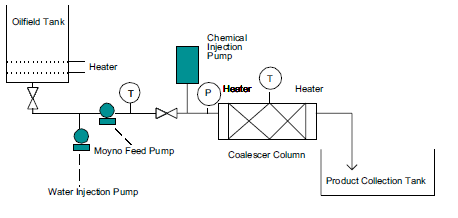 Oilfield Tank
Chemical
Injection
Pump
Heater
T
P
Heater
T
Heater
Moyno Feed Pump
Coalescer Column
Water Injection Pump
Product Collection Tank